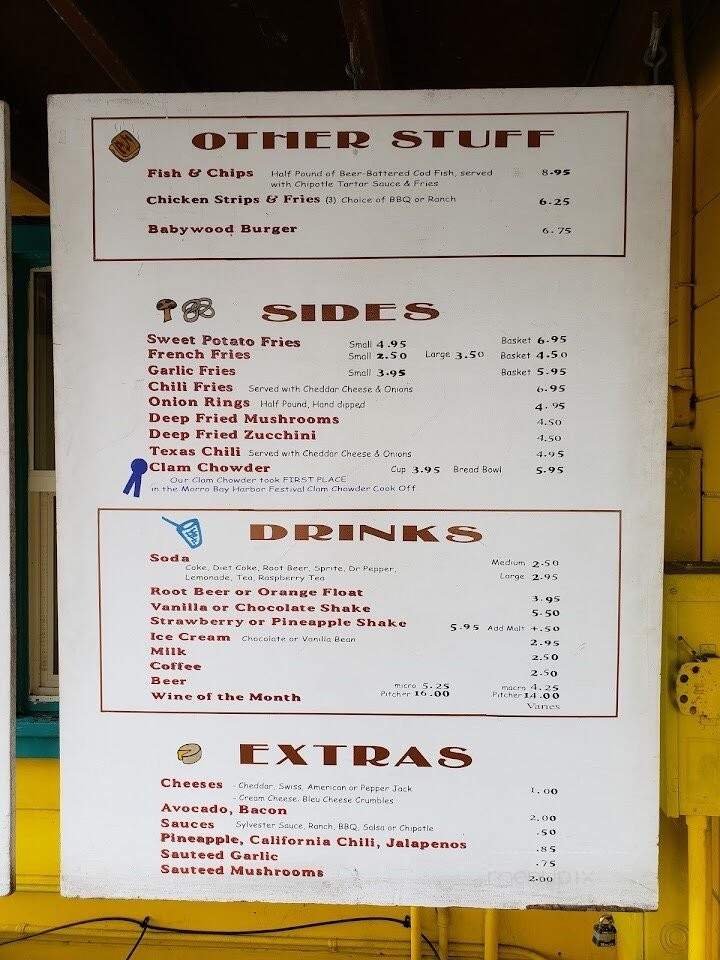 OTHER STUFF
Fish & Chips Half Pound of Beer-Battered Cod Fish, served 8.95
with Chipotle Tartar Sauce & Fries
Chicken Strips & Fries (3) Choice of BBQ or Ranch 6.25
Babywood Burger 6.75
SIDES
Sweet Potato Fries Small 4.95 Basket 6.95
French Fries Small 2.50 Large 3.50 Basket 4.50
Garlic Fries Small 3.95 Basket 5.95
Chili Fries Served with Cheddar Cheese & Onions 6.95
Onion Rings Half Pound, Hand dipped 4.95
Deep Fried Mushrooms 4.50
Deep Fried Zucchini 4.50
Texas Chili Served with Cheddar Cheese & Onions 4.95
Clam Chowder Cup 3.95 Bread Bowl 5.95
Our Clam Chowder took FIRST PLACE
in the Morro Bay Harbor Festival Clam Chowder Cook Off
DRINKS
Soda Medium 2.50
Coke, Diet Coke, Root Beer, Sprite, Dr Pepper,
Lemonade, Tea, Raspberry Tea Large 2.95
Root Beer or Orange Float 3.95
Vanilla or Chocolate Shake 5.50
Strawberry or Pineapple Shake 5.95 Add Malt +.50
Ice Cream Chocolate or Vanilla Bean 2.95
Milk 2.50
Coffee 2.50
Beer micro 5.25 macro 4.25
Pitcher 16.00 Pitcher 14.00
Wine of the Month Varies
EXTRAS
Cheeses - Cheddar, Swiss, American or Pepper Jack 1.00
- Cream Cheese, Bleu Cheese Crumbles
Avocado, Bacon 2.00
Sauces Sylvester Sauce, Ranch, BBQ, Salsa or Chipotle .50
Pineapple, California Chili, Jalapenos .85
Sauteed Garlic .75
Sauteed Mushrooms 2.00